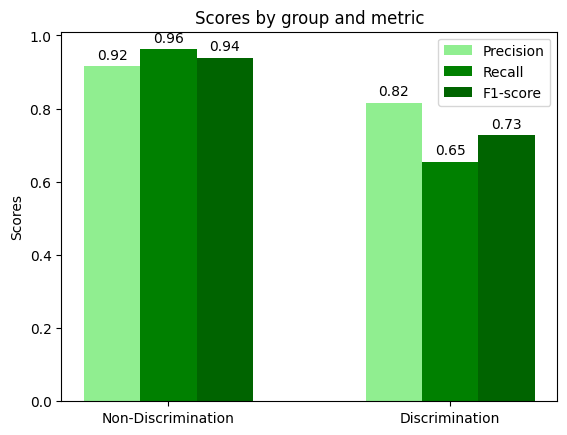 Scores by group and metric
Scores
1.0
0.8
0.6
0.4
0.2
0.0
0.92
0.96
0.94
0.82
0.65
0.73
Precision
Recall
F1-score
Non-Discrimination
Discrimination